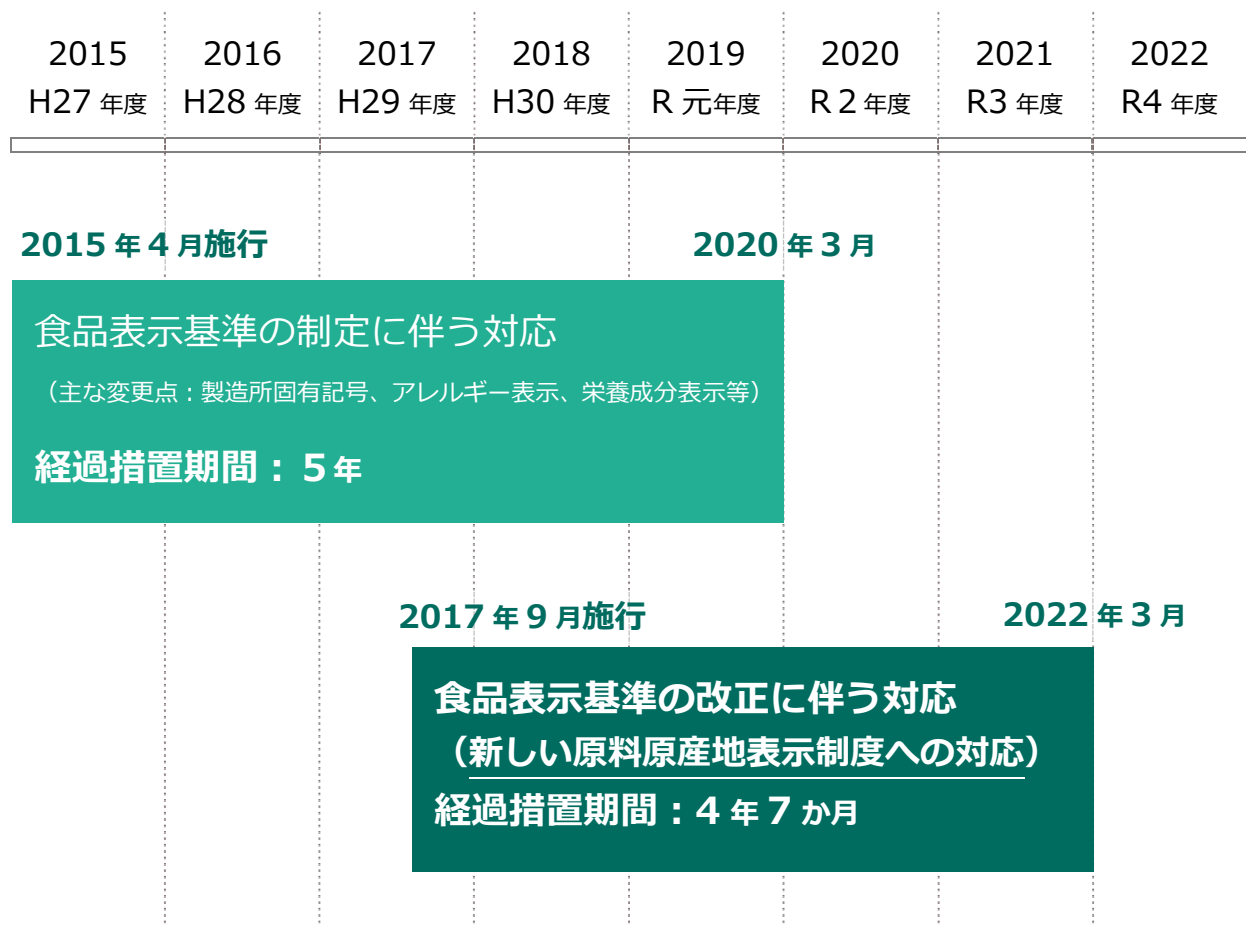 2015 2016 2017 2018 2019 2020 2021 2022
H27 年度 H28 年度 H29 年度 H30 年度 R 元年度 R２年度 R3 年度 R4 年度
2015 年４月施行 2020 年３月
食品表示基準の制定に伴う対応
（主な変更点：製造所固有記号、アレルギー表示、栄養成分表示等）
経過措置期間：５年
2017 年９月施行 2022 年３月
食品表示基準の改正に伴う対応
（新しい原料原産地表示制度への対応）
経過措置期間：４年７か月